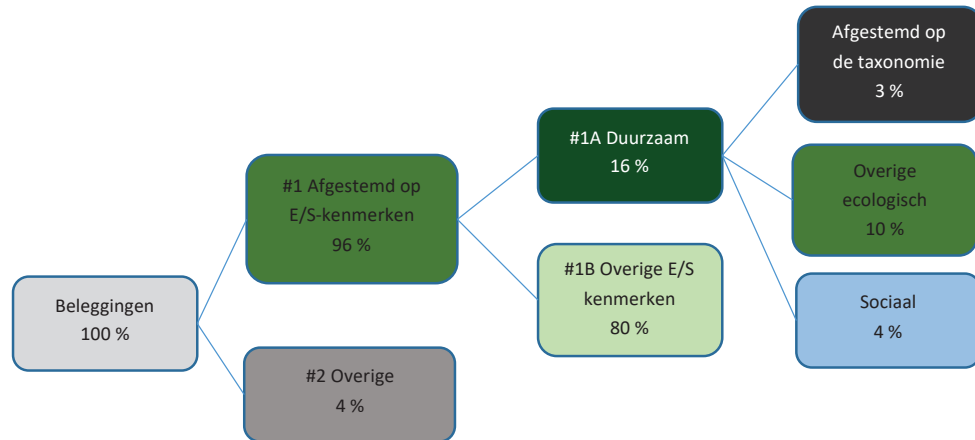 Beleggingen
100 %
#1 Afgestemd op
E/S-kenmerken
96 %
#2 Overige
4 %
#1A Duurzaam
16 %
#1B Overige E/S
kenmerken
80 %
Afgestemd op
de taxonomie
3 %
Overige
ecologisch
10 %
Sociaal
4 %